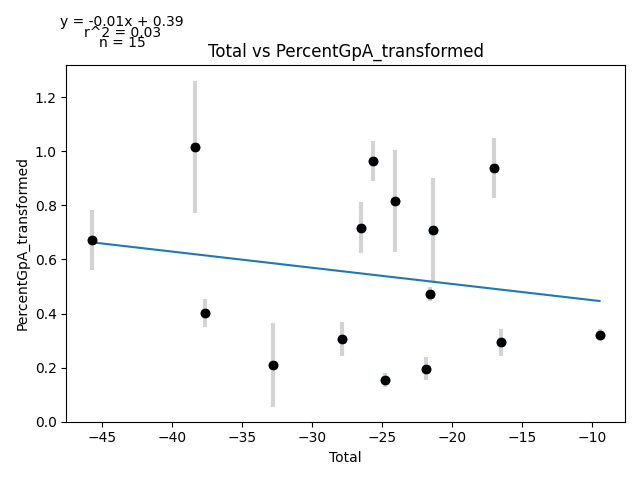 y = -0.01x + 0.39
r^2 = 0.03
n = 15
Total vs PercentGpA_transformed
PercentGpA_transformed
1.2
1.0
0.8
0.6
0.4
0.2
0.0
−45
−40
−35
−30
−25
−20
−15
−10
Total